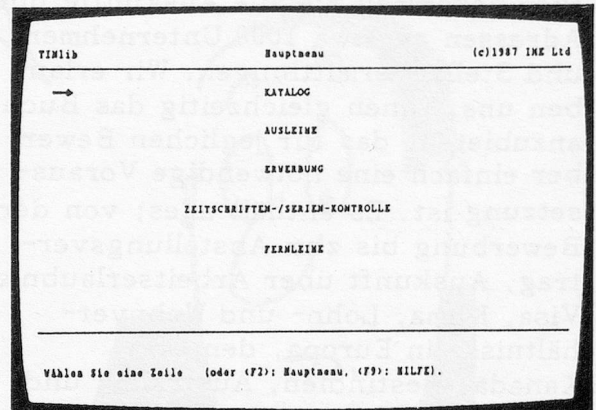 TINlib Hauptmenu (c)1987 IME Ltd
KATALOG
AUSLEIHE
ERWERBUNG
ZEITSCHRIFTEN-/SERIEN-KONTROLLE
FERNLEIHE
Wählen Sie eine Zeile (oder <F2>: Hauptmenu, <F9>: HILFE).